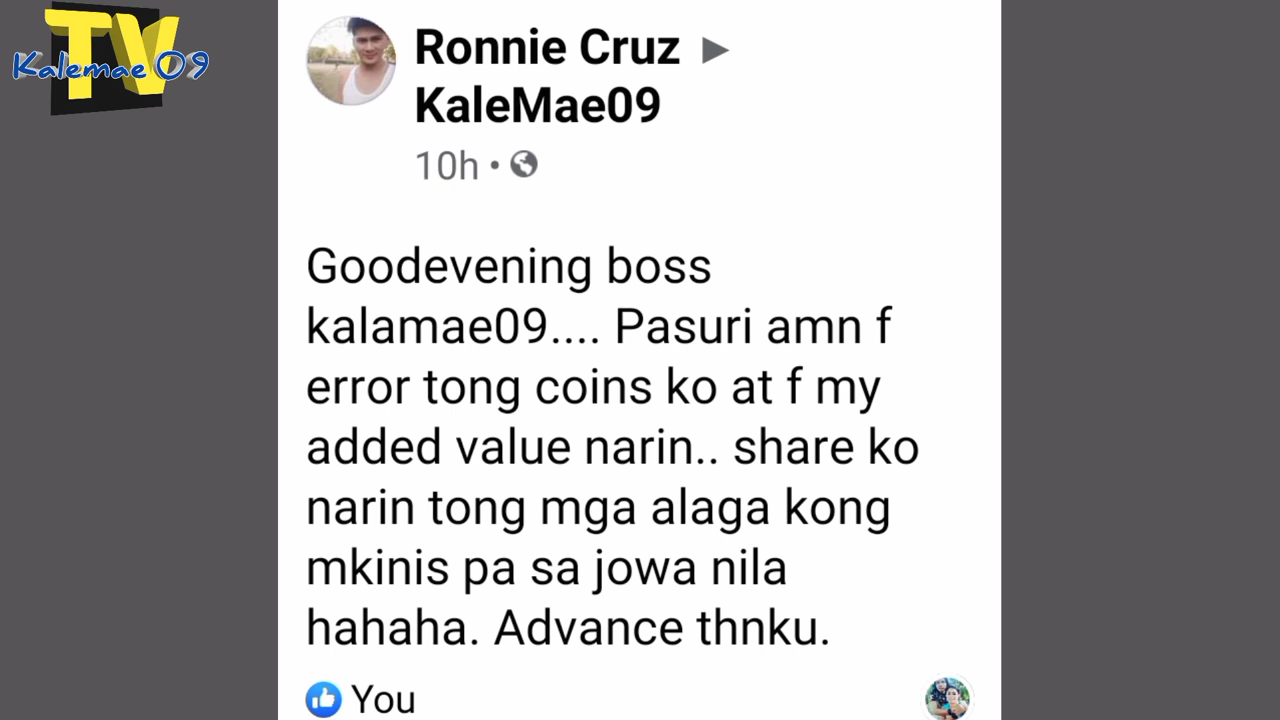 TV
Kalemae 09
Ronnie Cruz ▶
KaleMae09
10h •
Goodevening boss
kalamae09.... Pasuri amn f
error tong coins ko at f my
added value narin.. share ko
narin tong mga alaga kong
mkinis pa sa jowa nila
hahaha. Advance thnku.
You